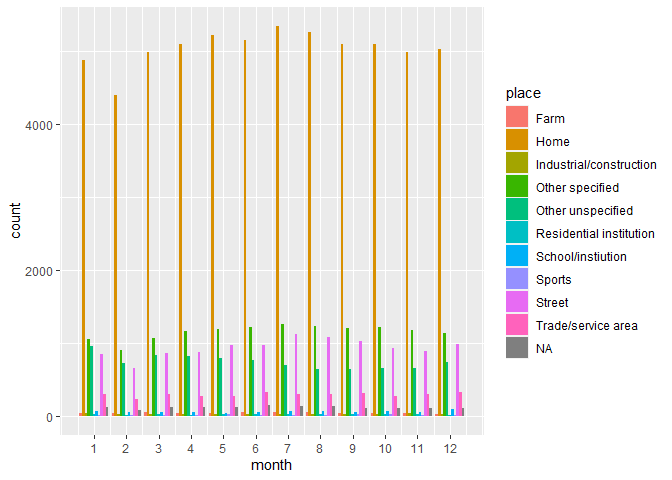 4000
2000
0
count
1 2 3 4 5 6 7 8 9 10 11 12
month
place
Farm
Home
Industrial/construction
Other specified
Other unspecified
Residential institution
School/instiution
Sports
Street
Trade/service area
NA